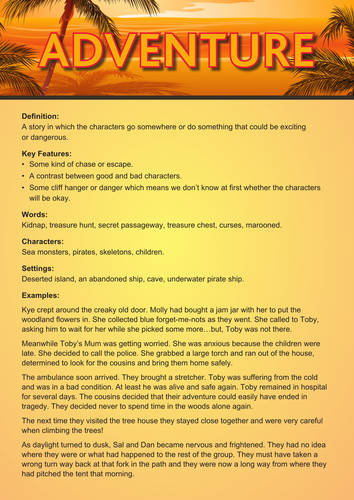 ADVENTURE
Definition:
A story in which the characters go somewhere or do something that could be exciting
or dangerous.
Key Features:
• Some kind of chase or escape.
• A contrast between good and bad characters.
• Some cliff hanger or danger which means we don't know at first whether the characters
will be okay.
Words:
Kidnap, treasure hunt, secret passageway, treasure chest, curses, marooned.
Characters:
Sea monsters, pirates, skeletons, children.
Settings:
Deserted island, an abandoned ship, cave, underwater pirate ship.
Examples:
Kye crept around the creaky old door. Molly had bought a jam jar with her to put the
woodland flowers in. She collected blue forget-me-nots as they went. She called to Toby,
asking him to wait for her while she picked some more…but, Toby was not there.
Meanwhile Toby's Mum was getting worried. She was anxious because the children were
late. She decided to call the police. She grabbed a large torch and ran out of the house,
determined to look for the cousins and bring them home safely.
The ambulance soon arrived. They brought a stretcher. Toby was suffering from the cold
and was in a bad condition. At least he was alive and safe again. Toby remained in hospital
for several days. The cousins decided that their adventure could easily have ended in
tragedy. They decided never to spend time in the woods alone again.
The next time they visited the tree house they stayed close together and were very careful
when climbing the trees!
As daylight turned to dusk, Sal and Dan became nervous and frightened. They had no idea
where they were or what had happened to the rest of the group. They must have taken a
wrong turn way back at that fork in the path and they were now a long way from where they
had pitched the tent that morning.